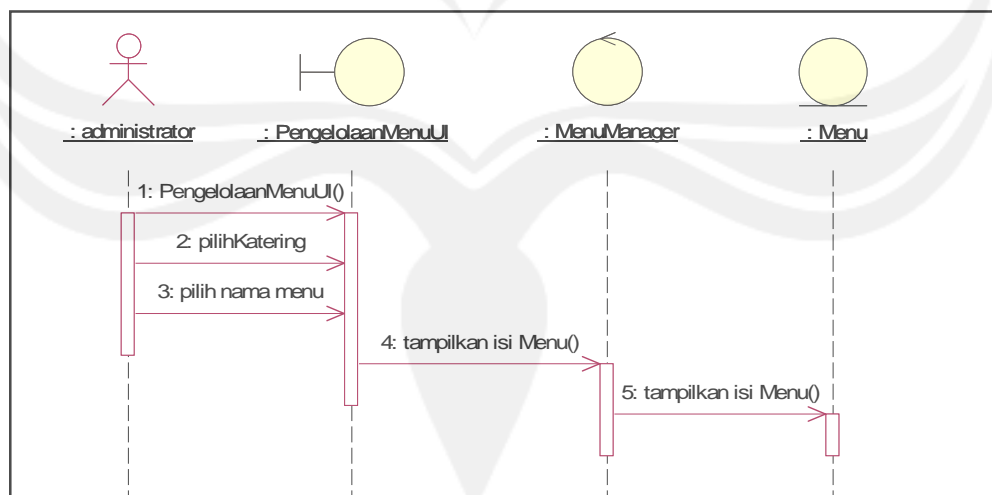 : administrator
: PengelolaanMenuUI
: MenuManager
: Menu
1: PengelolaanMenuUI()
2: pilihKatering
3: pilih nama menu
4: tampilkan isi Menu()
5: tampilkan isi Menu()